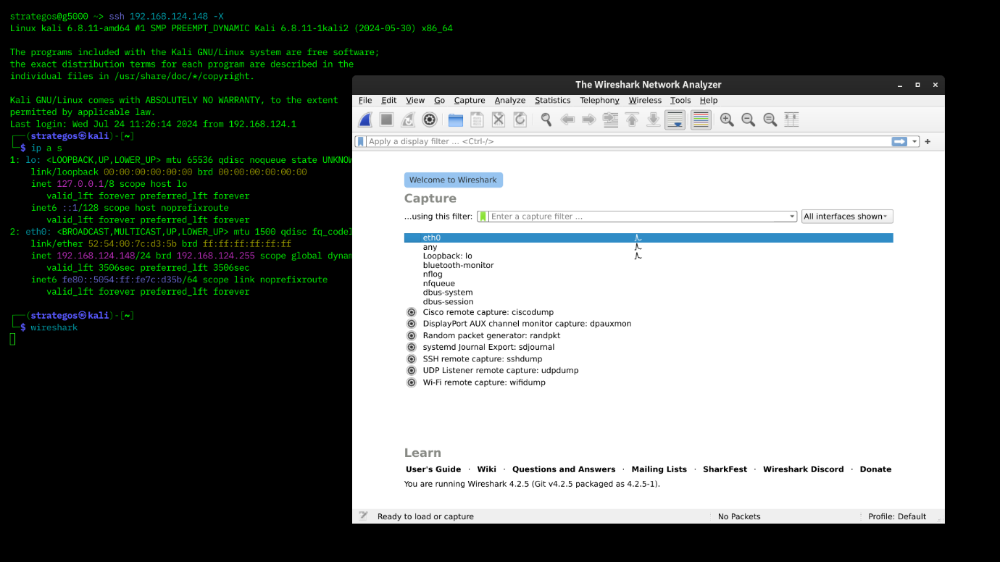 strategos@g5000 ~> ssh 192.168.124.148 -X
Linux kali 6.8.11-amd64 #1 SMP PREEMPT_DYNAMIC Kali 6.8.11-1kali2 (2024-05-30) x86_64
The programs included with the Kali GNU/Linux system are free software;
the exact distribution terms for each program are described in the
individual files in /usr/share/doc/*/copyright.
Kali GNU/Linux comes with ABSOLUTELY NO WARRANTY, to the extent
permitted by applicable law.
Last login: Wed Jul 24 11:26:14 2024 from 192.168.124.1
┌──(strategos㉿kali)-[~]
└─$ ip a s
1: lo: <LOOPBACK,UP,LOWER_UP> mtu 65536 qdisc noqueue state UNKNOW
link/loopback 00:00:00:00:00:00 brd 00:00:00:00:00:00
inet 127.0.0.1/8 scope host lo
valid_lft forever preferred_lft forever
inet6 ::1/128 scope host noprefixroute
valid_lft forever preferred_lft forever
2: eth0: <BROADCAST,MULTICAST,UP,LOWER_UP> mtu 1500 qdisc fq_codel
link/ether 52:54:00:7c:d3:5b brd ff:ff:ff:ff:ff:ff
inet 192.168.124.148/24 brd 192.168.124.255 scope global dynam
valid_lft 3506sec preferred_lft 3506sec
inet6 fe80::5054:ff:fe7c:d35b/64 scope link noprefixroute
valid_lft forever preferred_lft forever
┌──(strategos㉿kali)-[~]
└─$ wireshark
The Wireshark Network Analyzer
File Edit View Go Capture Analyze Statistics Telephony Wireless Tools Help
Apply a display filter ... <Ctrl-/>
Welcome to Wireshark
Capture
...using this filter: Enter a capture filter ... All interfaces shown
eth0
any
Loopback: lo
bluetooth-monitor
nflog
nfqueue
dbus-system
dbus-session
Cisco remote capture: ciscodump
DisplayPort AUX channel monitor capture: dpauxmon
Random packet generator: randpkt
systemd Journal Export: sdjournal
SSH remote capture: sshdump
UDP Listener remote capture: udpdump
Wi-Fi remote capture: wifidump
Learn
User's Guide · Wiki · Questions and Answers · Mailing Lists · SharkFest · Wireshark Discord · Donate
You are running Wireshark 4.2.5 (Git v4.2.5 packaged as 4.2.5-1).
Ready to load or capture No Packets Profile: Default